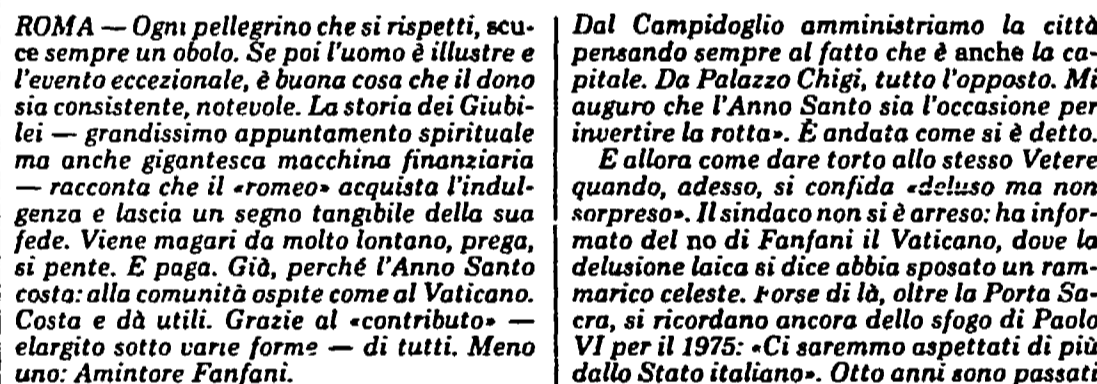 ROMA — Ogni pellegrino che si rispetti, scu-
ce sempre un obolo. Se poi l'uomo è illustre e
l'evento eccezionale, è buona cosa che il dono
sia consistente, notevole. La storia dei Giubi-
lei — grandissimo appuntamento spirituale
ma anche gigantesca macchina finanziaria
— racconta che il «romeo» acquista l'indul-
genza e lascia un segno tangibile della sua
fede. Viene magari da molto lontano, prega,
si pente. E paga. Già, perché l'Anno Santo
costa: alla comunità ospite come al Vaticano.
Costa e dà utili. Grazie al «contributo» —
elargito sotto varie forme — di tutti. Meno
uno: Amintore Fanfani.
Dal Campidoglio amministriamo la città
pensando sempre al fatto che è anche la ca-
pitale. Da Palazzo Chigi, tutto l'opposto. Mi
auguro che l'Anno Santo sia l'occasione per
invertire la rotta». È andata come si è detto.
E allora come dare torto allo stesso Vetere
quando, adesso, si confida «deluso ma non
sorpreso». Il sindaco non si è arreso: ha infor-
mato del no di Fanfani il Vaticano, dove la
delusione laica si dice abbia sposato un ram-
marico celeste. Forse di là, oltre la Porta Sa-
cra, si ricordano ancora dello sfogo di Paolo
VI per il 1975: «Ci saremmo aspettati di più
dallo Stato italiano». Otto anni sono passati